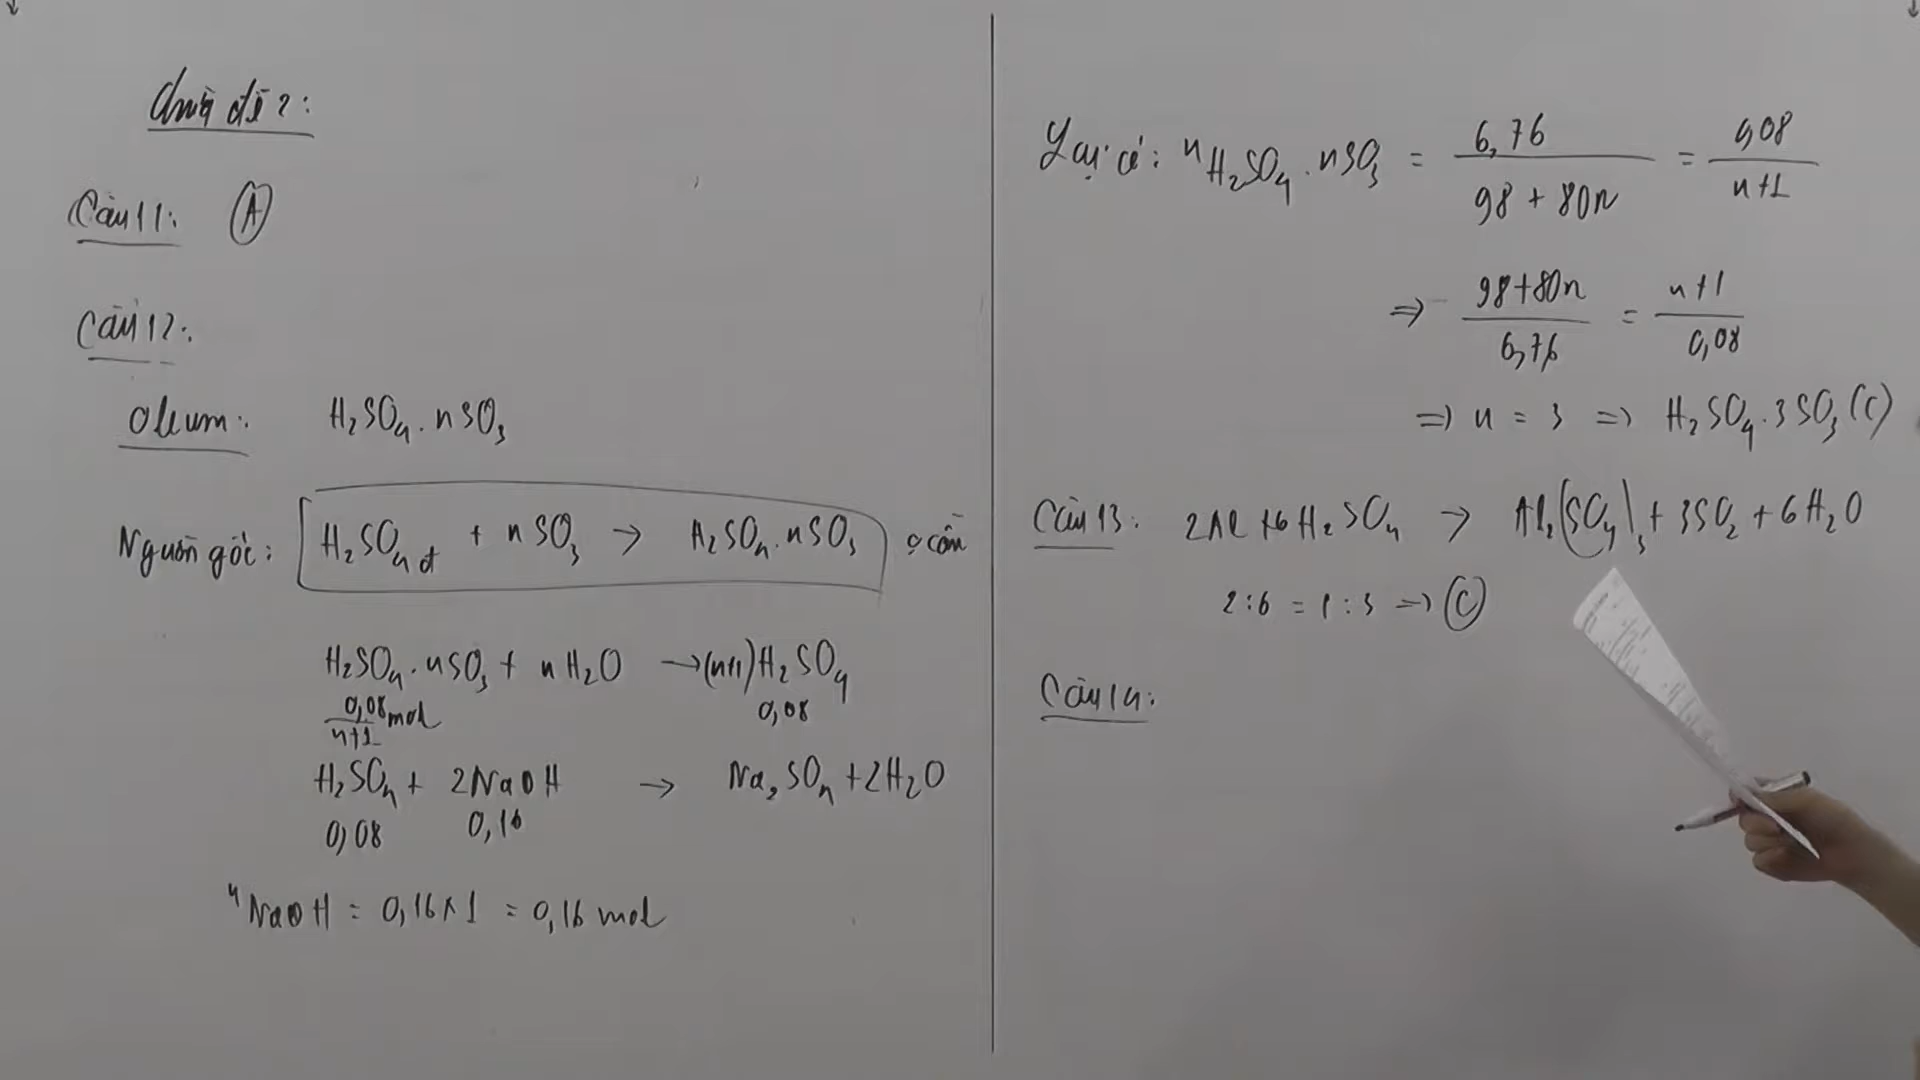 Chữa đề 2:
Câu 11: A
Câu 12:
Oleum: H₂SO₄.nSO₃
Nguồn gốc: H₂SO₄ đ + nSO₃ → H₂SO₄.nSO₃
H₂SO₄.nSO₃ + nH₂O → (n+1)H₂SO₄
0,08/n+1 mol 0,08
H₂SO₄ + 2NaOH → Na₂SO₄ + 2H₂O
0,08 0,16
nNaOH = 0,16 x 1 = 0,16 mol
Lại có: nH₂SO₄.nSO₃ = 6,76/98 + 80n = 0,08/n+1
=> 98+80n/6,76 = n+1/0,08
=> n = 3 => H₂SO₄.3SO₃ (C)
Câu 13: 2Al + 6H₂SO₄ → Al₂(SO₄)₃ + 3SO₂ + 6H₂O
2:6 = 1:3 => C
Câu 14: